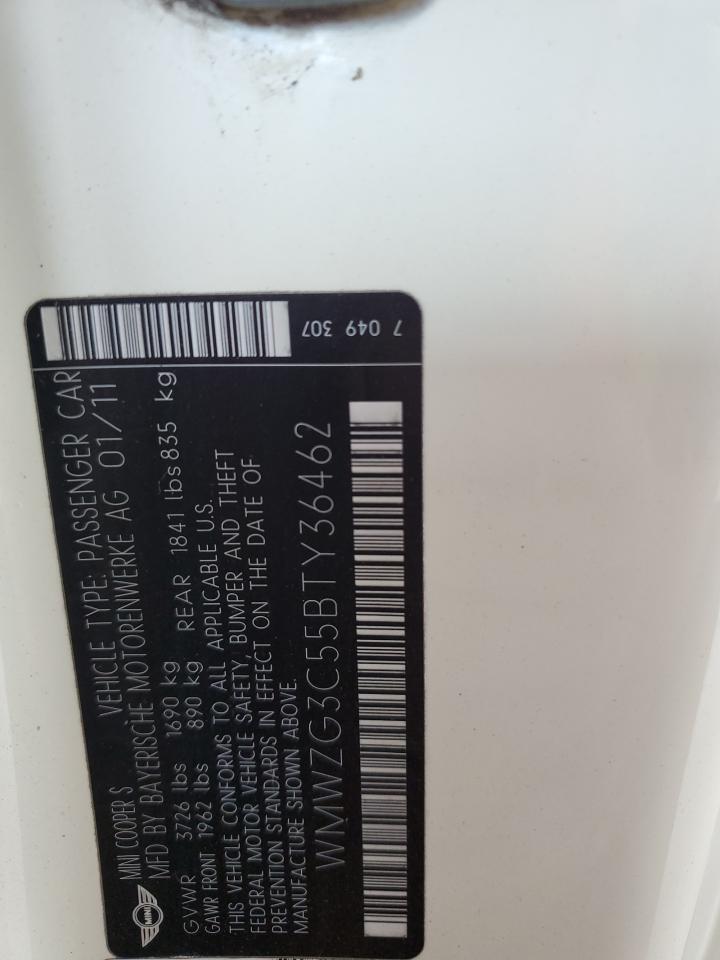 MINI COOPER S VEHICLE TYPE: PASSENGER CAR
MFD BY BAYERISCHE MOTORENWERKE AG 01/11
GVWR 3726 lbs 1690 kg
GAWR FRONT 1962 lbs 890 kg REAR 1841 lbs 835 kg
THIS VEHICLE CONFORMS TO ALL APPLICABLE U.S.
FEDERAL MOTOR VEHICLE SAFETY, BUMPER AND THEFT
PREVENTION STANDARDS IN EFFECT ON THE DATE OF
MANUFACTURE SHOWN ABOVE.
WMWZG3C55BTY36462
7 049 307
MINI